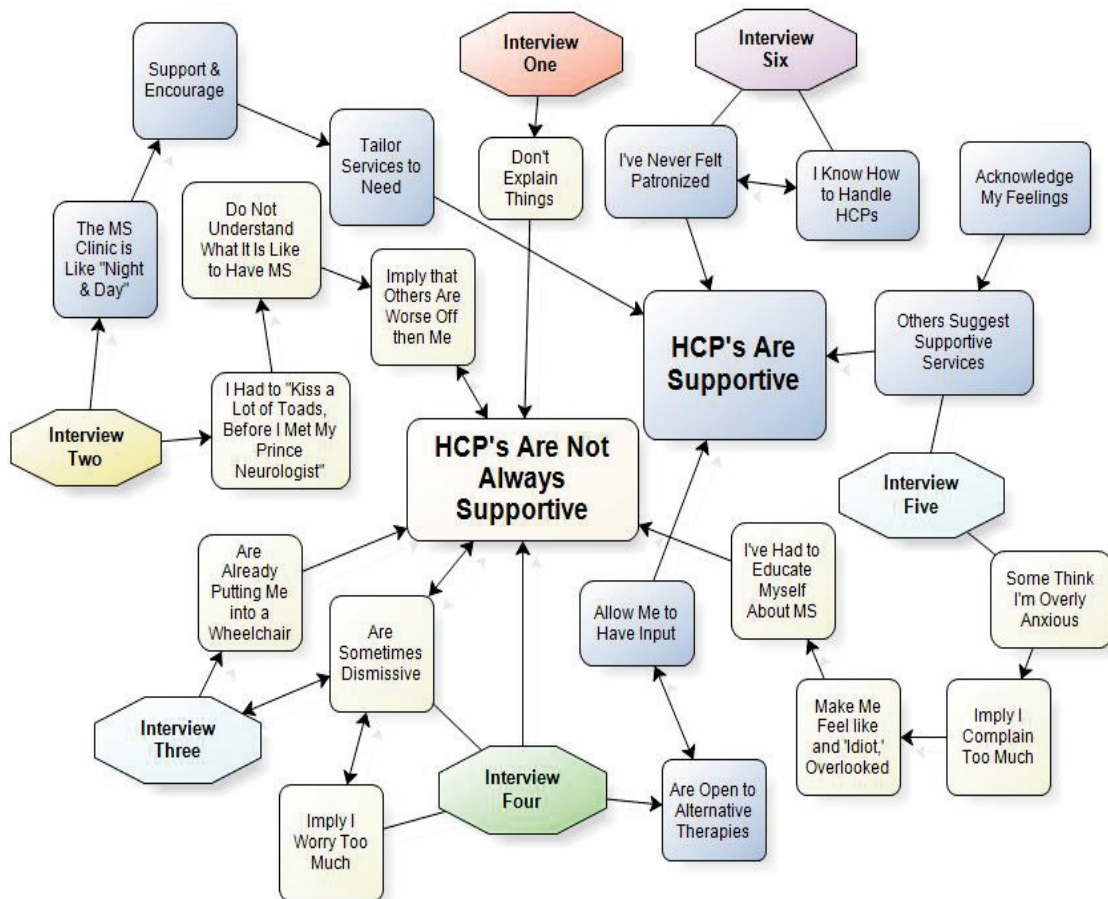 Interview
One
Interview
Six
Support &
Encourage
Tailor
Services to
Need
Don't
Explain
Things
I've Never Felt
Patronized
I Know How
to Handle
HCPs
Acknowledge
My Feelings
The MS
Clinic is
Like "Night
& Day"
Do Not
Understand
What It Is Like
to Have MS
Imply that
Others Are
Worse Off
then Me
HCP's Are
Supportive
Others Suggest
Supportive
Services
Interview
Two
I Had to "Kiss a
Lot of Toads,
Before I Met My
Prince
Neurologist"
HCP's Are Not
Always
Supportive
Interview
Five
Are
Already
Putting Me
into a
Wheelchair
Are
Sometimes
Dismissive
Allow Me to
Have Input
I've Had to
Educate
Myself
About MS
Some Think
I'm Overly
Anxious
Interview
Three
Imply I
Worry Too
Much
Interview
Four
Are Open to
Alternative
Therapies
Make Me
Feel like
and 'Idiot,'
Overlooked
Imply I
Complain
Too Much